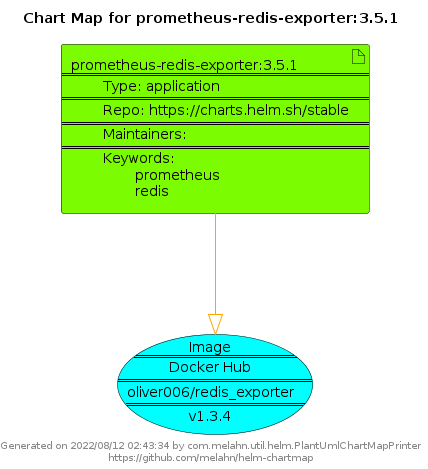 Chart Map for prometheus-redis-exporter:3.5.1
prometheus-redis-exporter:3.5.1
Type: application
Repo: https://charts.helm.sh/stable
Maintainers:
Keywords:
prometheus
redis
Image
Docker Hub
oliver006/redis_exporter
v1.3.4
Generated on 2022/08/12 02:43:34 by com.melahn.util.helm.PlantUmlChartMapPrinter
https://github.com/melahn/helm-chartmap